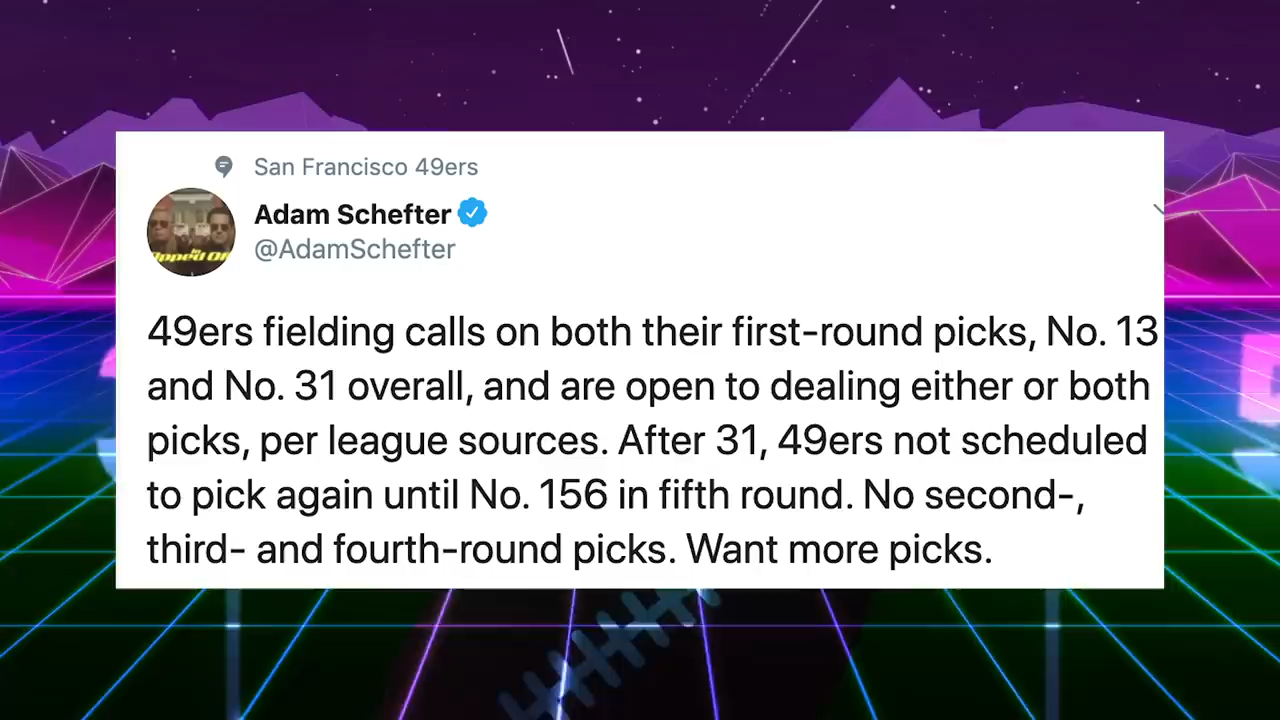 San Francisco 49ers
Adam Schefter
@AdamSchefter
49ers fielding calls on both their first-round picks, No. 13
and No. 31 overall, and are open to dealing either or both
picks, per league sources. After 31, 49ers not scheduled
to pick again until No. 156 in fifth round. No second-,
third- and fourth-round picks. Want more picks.